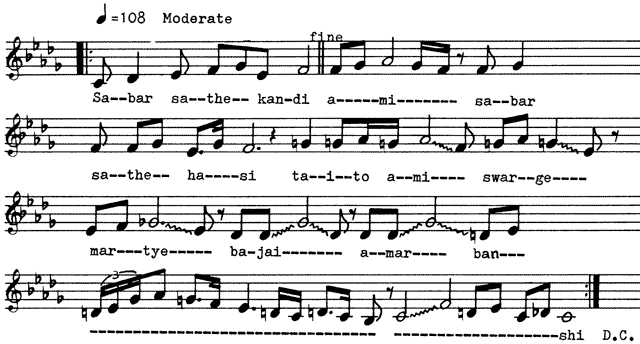 ♩=108 Moderate
fine
Sa--bar sa--the-- kan-di a-----mi-------- sa--bar
sa--the-- ha----si ta--i--to a--mi---- swar-ge-----
mar---tye----- ba-jai-------- a--mar---- ban---
3
-------------------------------- --------------------shi D.C.